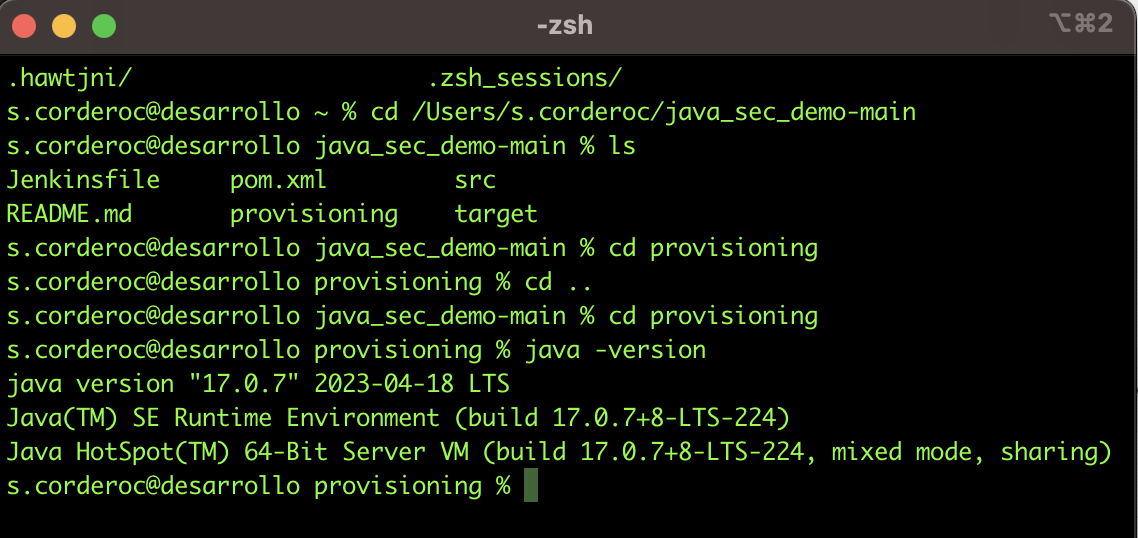 -zsh ⌥⌘2
.hawtjni/ .zsh_sessions/
s.corderoc@desarrollo ~ % cd /Users/s.corderoc/java_sec_demo-main
s.corderoc@desarrollo java_sec_demo-main % ls
Jenkinsfile pom.xml src
README.md provisioning target
s.corderoc@desarrollo java_sec_demo-main % cd provisioning
s.corderoc@desarrollo provisioning % cd ..
s.corderoc@desarrollo java_sec_demo-main % cd provisioning
s.corderoc@desarrollo provisioning % java -version
java version "17.0.7" 2023-04-18 LTS
Java(TM) SE Runtime Environment (build 17.0.7+8-LTS-224)
Java HotSpot(TM) 64-Bit Server VM (build 17.0.7+8-LTS-224, mixed mode, sharing)
s.corderoc@desarrollo provisioning %